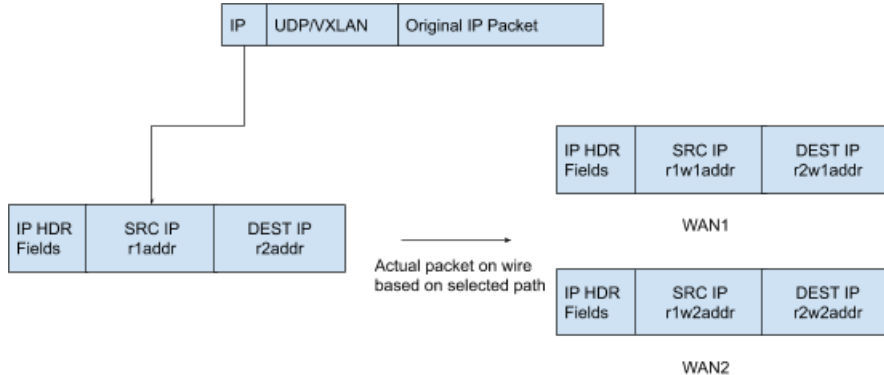 IP
UDP/VXLAN
Original IP Packet
IP HDR
Fields
SRC IP
r1addr
DEST IP
r2addr
Actual packet on wire
based on selected path
IP HDR
Fields
SRC IP
r1w1addr
DEST IP
r2w1addr
WAN1
IP HDR
Fields
SRC IP
r1w2addr
DEST IP
r2w2addr
WAN2